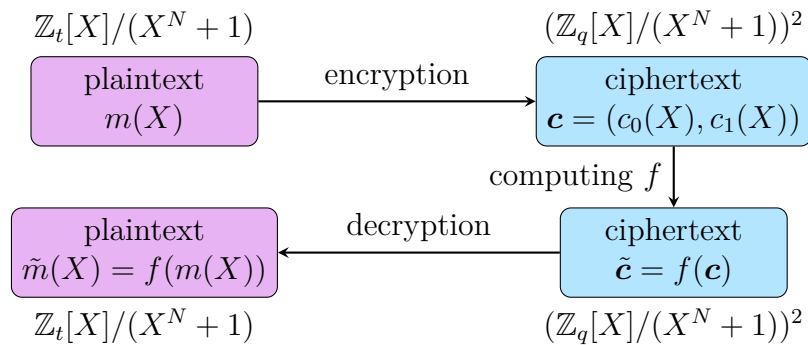 ℤ_t[X]/(X^N + 1)
(ℤ_q[X]/(X^N + 1))^2
plaintext
m(X)
encryption
ciphertext
c = (c_0(X), c_1(X))
computing f
plaintext
m̃(X) = f(m(X))
decryption
ciphertext
c̃ = f(c)
ℤ_t[X]/(X^N + 1)
(ℤ_q[X]/(X^N + 1))^2